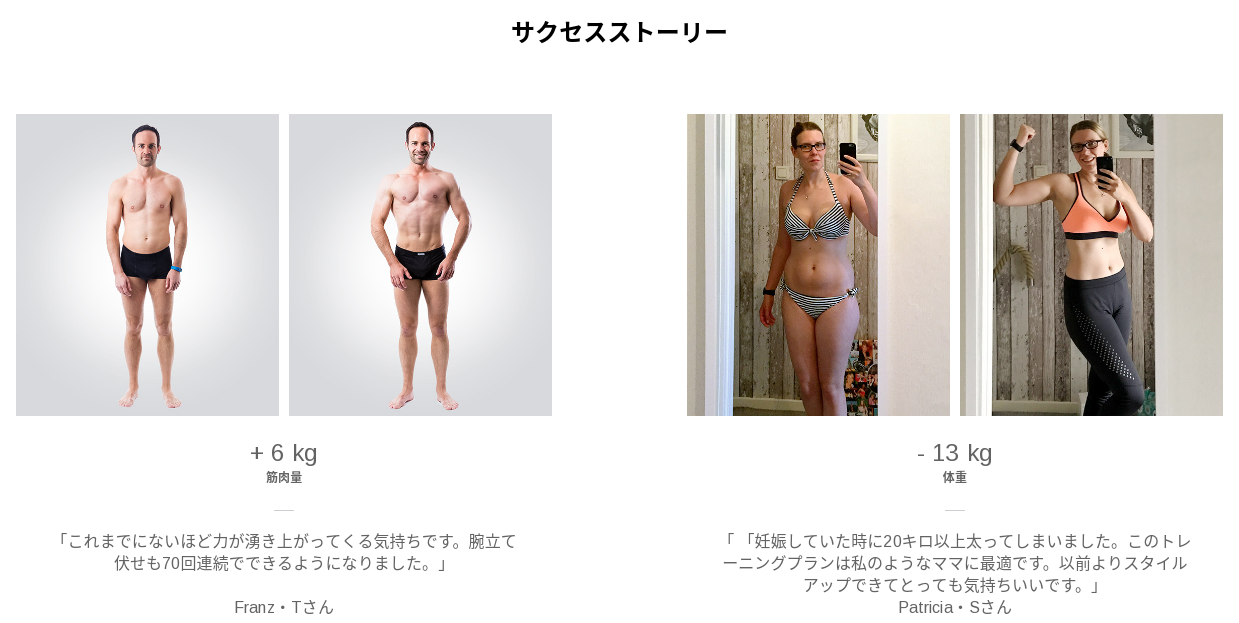 サクセスストーリー
+ 6 kg
筋肉量
「これまでにないほど力が湧き上がってくる気持ちです。腕立て
伏せも70回連続でできるようになりました。」
Franz・Tさん
- 13 kg
体重
「 「妊娠していた時に20キロ以上太ってしまいました。このトレ
ーニングプランは私のようなママに最適です。以前よりスタイル
アップできてとっても気持ちいいです。」
Patricia・Sさん